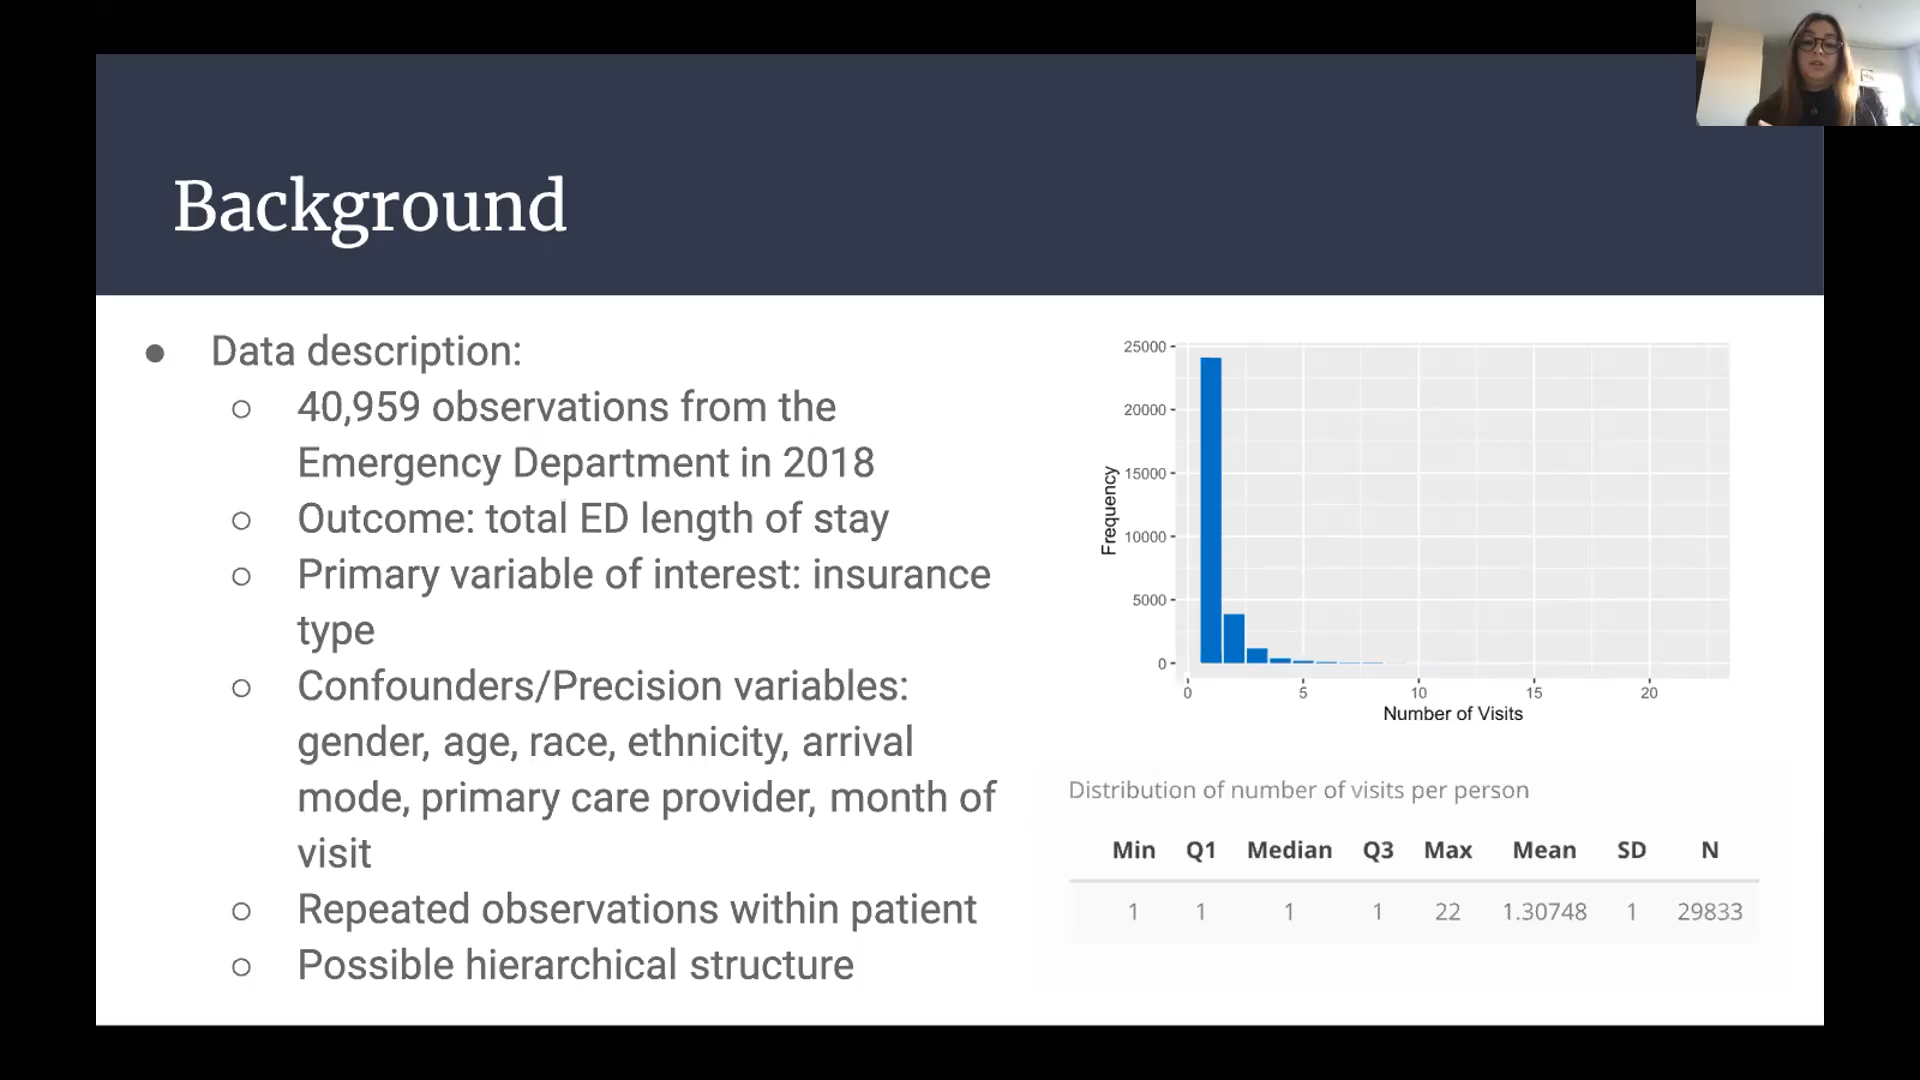 Background
● Data description:
○ 40,959 observations from the
Emergency Department in 2018
○ Outcome: total ED length of stay
○ Primary variable of interest: insurance
type
○ Confounders/Precision variables:
gender, age, race, ethnicity, arrival
mode, primary care provider, month of
visit
○ Repeated observations within patient
○ Possible hierarchical structure
25000
20000
15000
10000
5000
0
Frequency
0 5 10 15 20
Number of Visits
Distribution of number of visits per person
Min Q1 Median Q3 Max Mean SD N
1 1 1 1 22 1.30748 1 29833